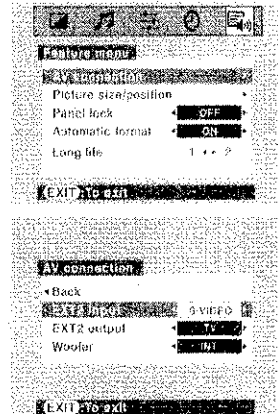 Feature menu
AV connection
Picture size/position
Panel lock OFF
Automatic format ON
Long life 1 ↔ 2
EXIT To exit
AV connection
Back
EXT2 input S-VIDEO
EXT2 output TV
Woofer INT
EXIT To exit